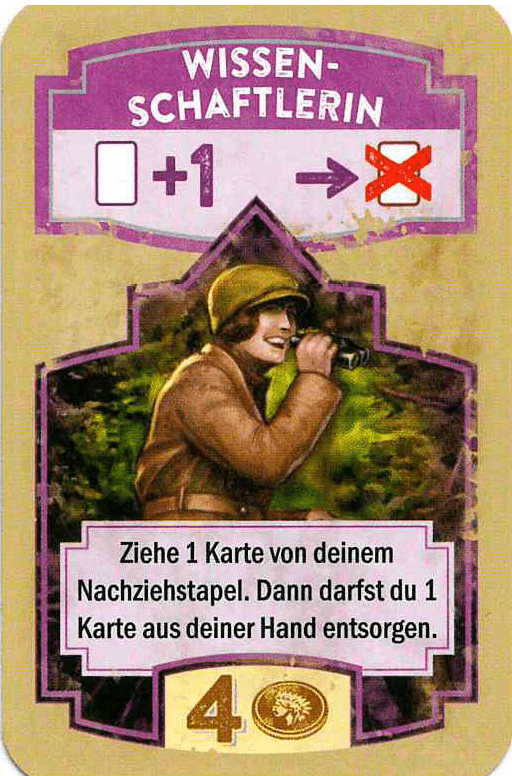 WISSEN-
SCHAFTLERIN
+1
Ziehe 1 Karte von deinem
Nachziehstapel. Dann darfst du 1
Karte aus deiner Hand entsorgen.
4